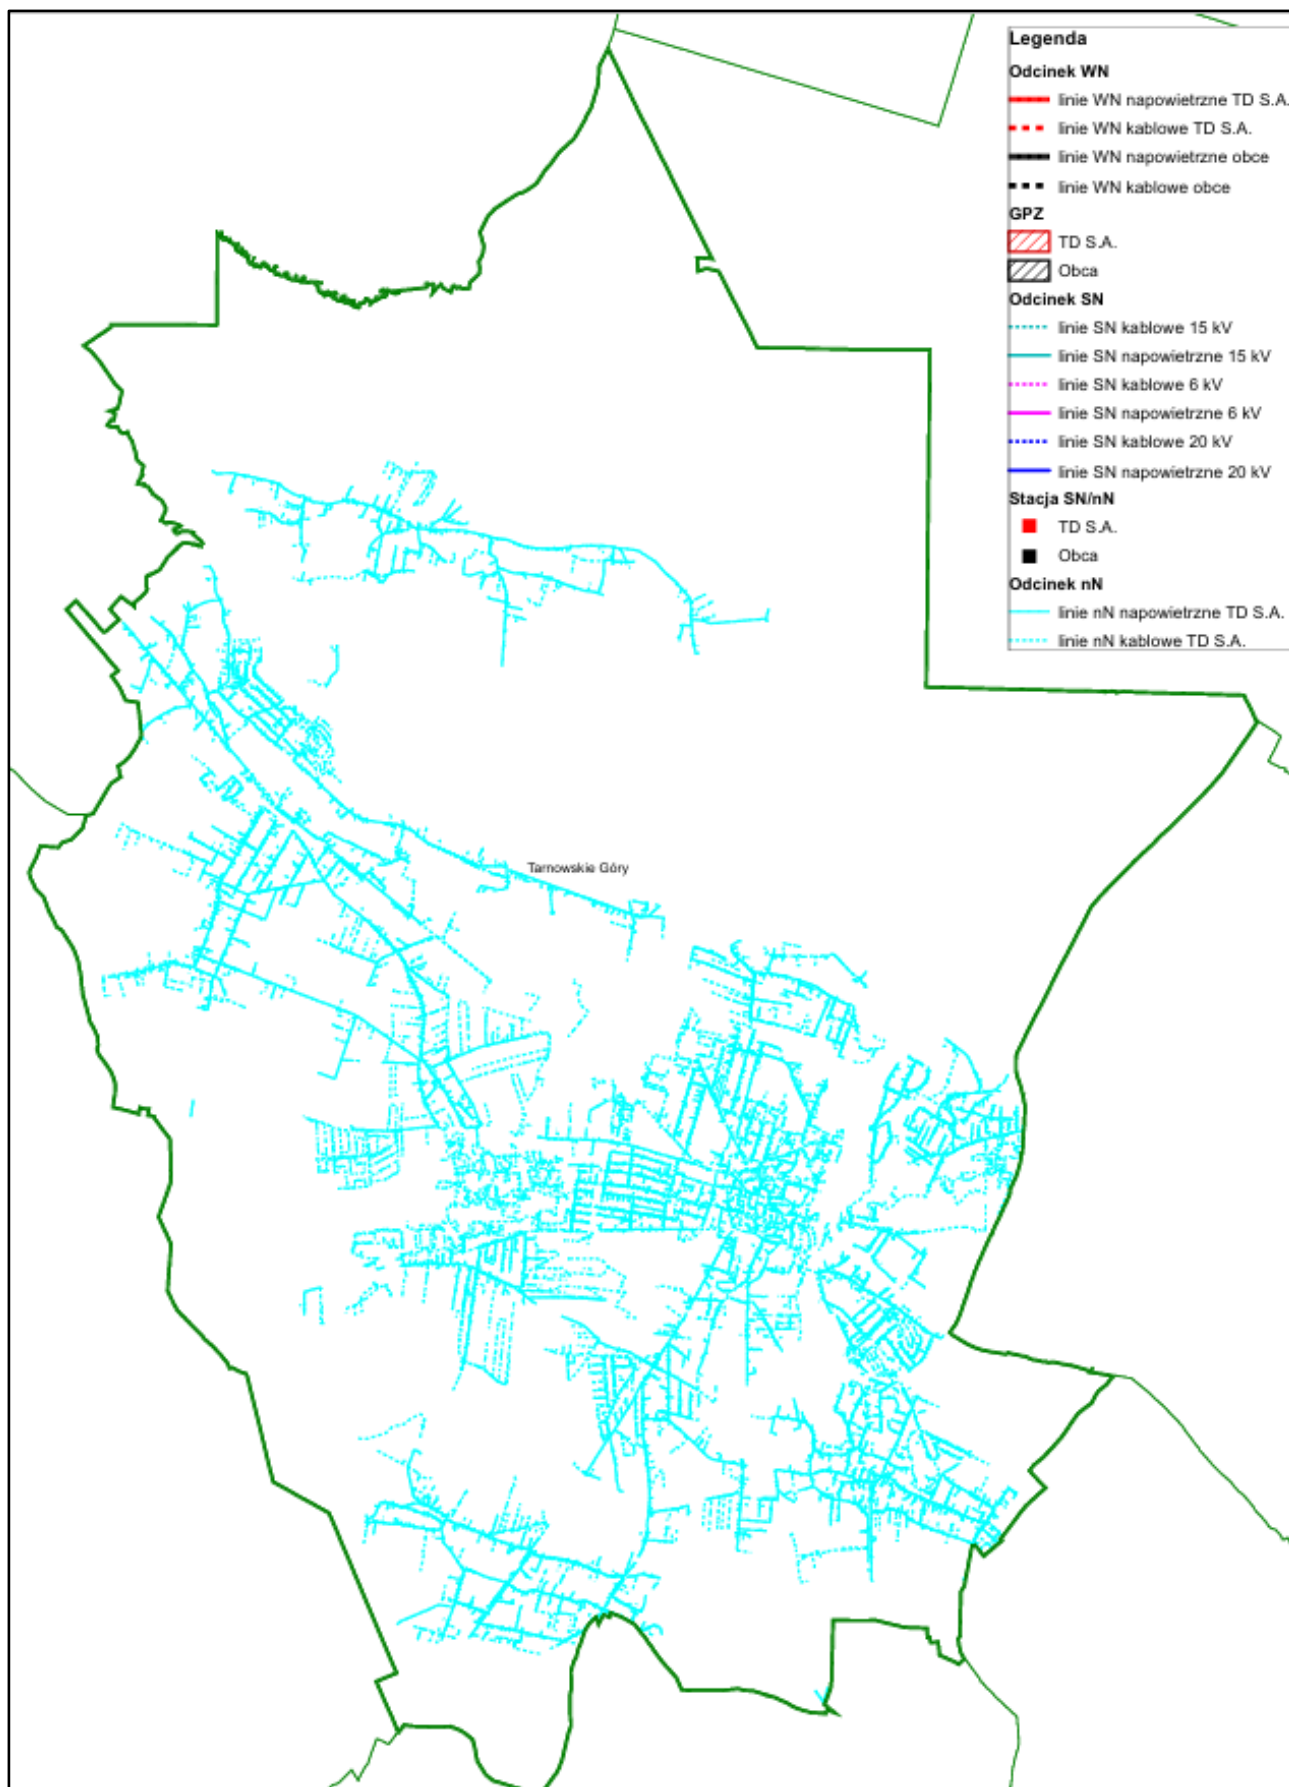 Legenda
Odcinek WN
linie WN napowietrzne TD S.A.
linie WN kablowe TD S.A.
linie WN napowietrzne obce
linie WN kablowe obce
GPZ
TD S.A.
Obca
Odcinek SN
linie SN kablowe 15 kV
linie SN napowietrzne 15 kV
linie SN kablowe 6 kV
linie SN napowietrzne 6 kV
linie SN kablowe 20 kV
linie SN napowietrzne 20 kV
Stacja SN/nN
TD S.A.
Obca
Odcinek nN
linie nN napowietrzne TD S.A.
linie nN kablowe TD S.A.
Tarnowskie Góry